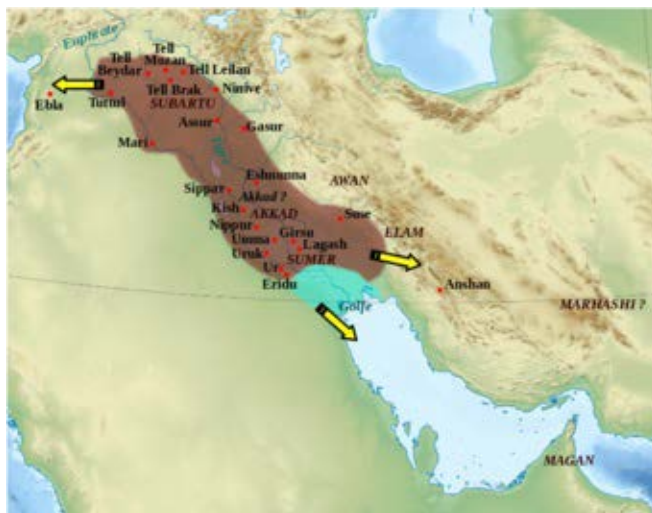 Euphrate
Tell
Beydar
Tell
Mozan
Tell Leilan
Ebla
Tuttul
Tell Brak
Ninive
SUBARTU
Assur
Gasur
Mari
Tigre
Eshnunna
AWAN
Sippar
Akkad ?
Kish
AKKAD
Suse
Nippur
ELAM
Umma
Girsu
Lagash
Uruk
SUMER
Ur
Eridu
Anshan
Golfe
MARHASHI ?
MAGAN